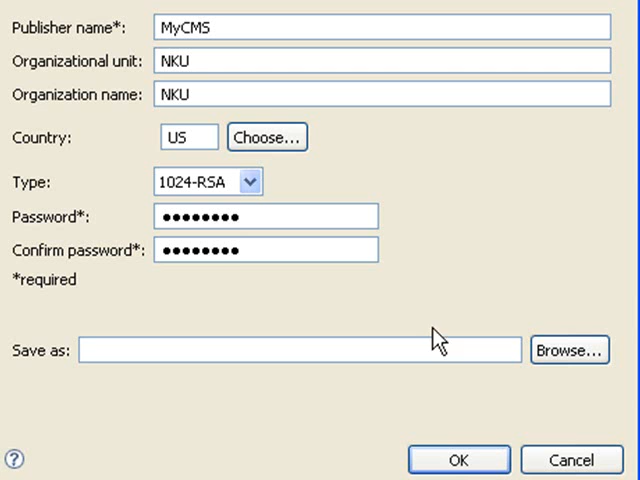 Publisher name*: MyCMS
Organizational unit: NKU
Organization name: NKU
Country: US Choose...
Type: 1024-RSA
Password*: ●●●●●●●●
Confirm password*: ●●●●●●●●
*required
Save as: Browse...
? OK Cancel